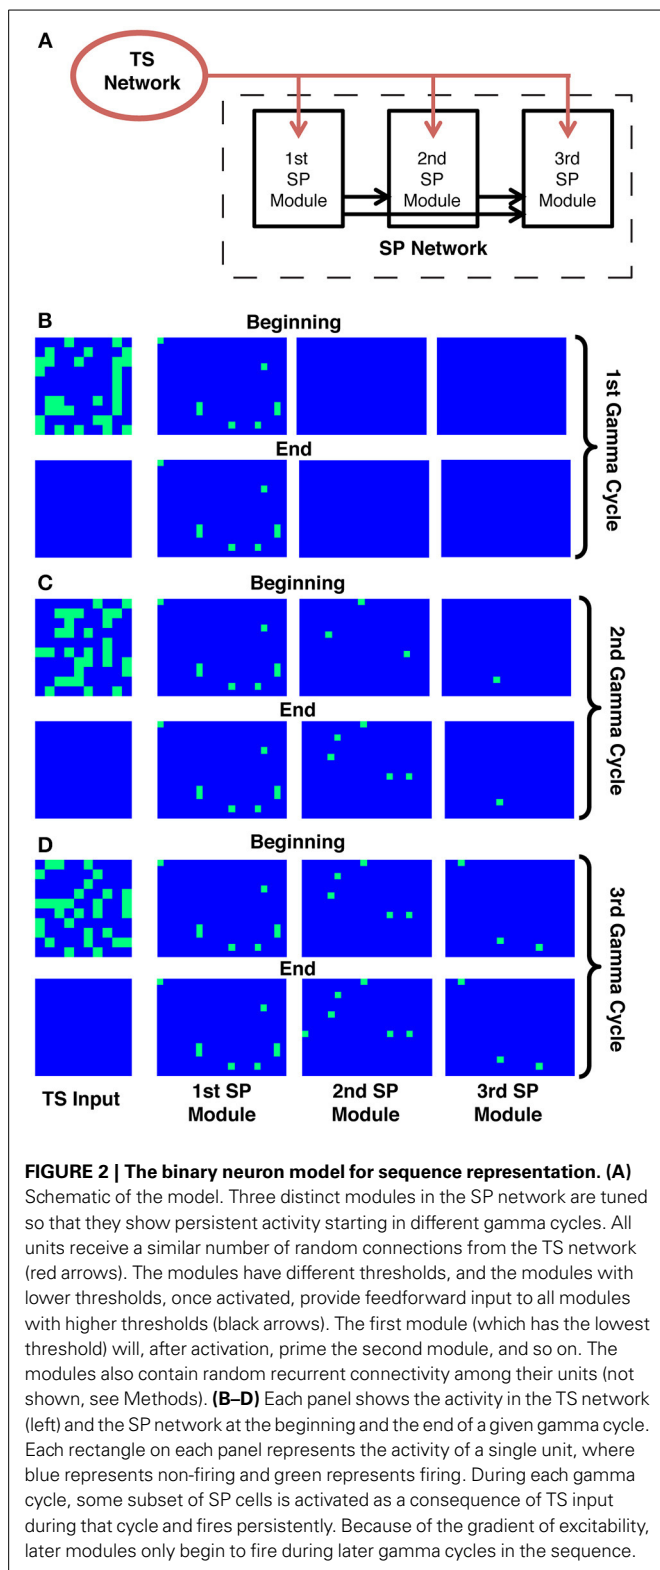 A
TS
Network
1st
SP
Module
2nd
SP
Module
3rd
SP
Module
SP Network
B
Beginning
End
1st Gamma Cycle
C
Beginning
End
2nd Gamma Cycle
D
Beginning
End
3rd Gamma Cycle
TS Input
1st SP
Module
2nd SP
Module
3rd SP
Module
FIGURE 2 | The binary neuron model for sequence representation. (A)
Schematic of the model. Three distinct modules in the SP network are tuned
so that they show persistent activity starting in different gamma cycles. All
units receive a similar number of random connections from the TS network
(red arrows). The modules have different thresholds, and the modules with
lower thresholds, once activated, provide feedforward input to all modules
with higher thresholds (black arrows). The first module (which has the lowest
threshold) will, after activation, prime the second module, and so on. The
modules also contain random recurrent connectivity among their units (not
shown, see Methods). (B–D) Each panel shows the activity in the TS network
(left) and the SP network at the beginning and the end of a given gamma cycle.
Each rectangle on each panel represents the activity of a single unit, where
blue represents non-firing and green represents firing. During each gamma
cycle, some subset of SP cells is activated as a consequence of TS input
during that cycle and fires persistently. Because of the gradient of excitability,
later modules only begin to fire during later gamma cycles in the sequence.